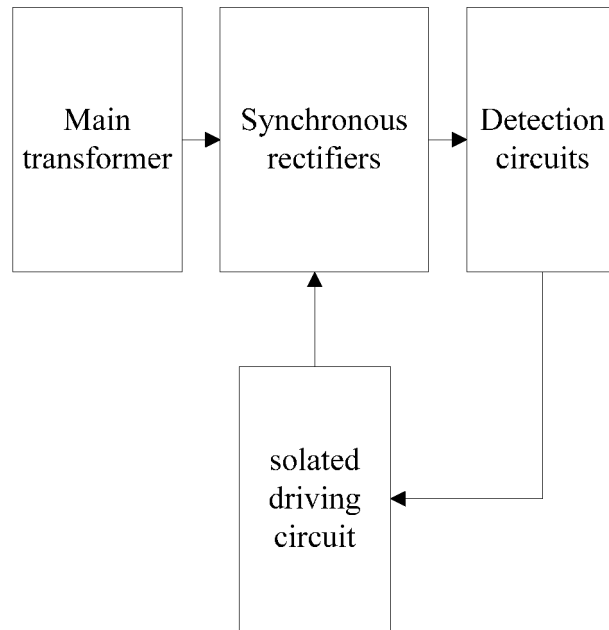 Main
transformer
Synchronous
rectifiers
Detection
circuits
solated
driving
circuit